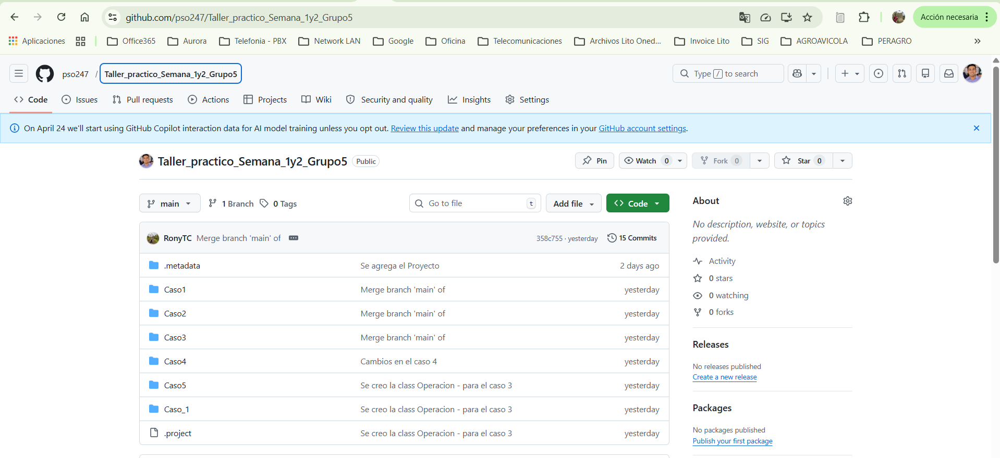 github.com/pso247/Taller_practico_Semana_1y2_Grupo5
Acción necesaria
Aplicaciones
Office365
Aurora
Telefonia - PBX
Network LAN
Google
Oficina
Telecomunicaciones
Archivos Lito Oned...
Invoice Lito
SIG
AGROAVICOLA
PERAGRO
»
pso247 / Taller_practico_Semana_1y2_Grupo5
Type / to search
Code
Issues
Pull requests
Actions
Projects
Wiki
Security and quality
Insights
Settings
On April 24 we'll start using GitHub Copilot interaction data for AI model training unless you opt out. Review this update and manage your preferences in your GitHub account settings.
Taller_practico_Semana_1y2_Grupo5 Public
Pin
Watch 0
Fork 0
Star 0
main
1 Branch
0 Tags
Go to file t
Add file
Code
RonyTC Merge branch 'main' of
358c755 · yesterday
15 Commits
.metadata Se agrega el Proyecto 2 days ago
Caso1 Merge branch 'main' of yesterday
Caso2 Merge branch 'main' of yesterday
Caso3 Merge branch 'main' of yesterday
Caso4 Cambios en el caso 4 yesterday
Caso5 Se creo la class Operacion - para el caso 3 yesterday
Caso_1 Se creo la class Operacion - para el caso 3 yesterday
.project Se creo la class Operacion - para el caso 3 yesterday
About
No description, website, or topics
provided.
Activity
0 stars
0 watching
0 forks
Releases
No releases published
Create a new release
Packages
No packages published
Publish your first package